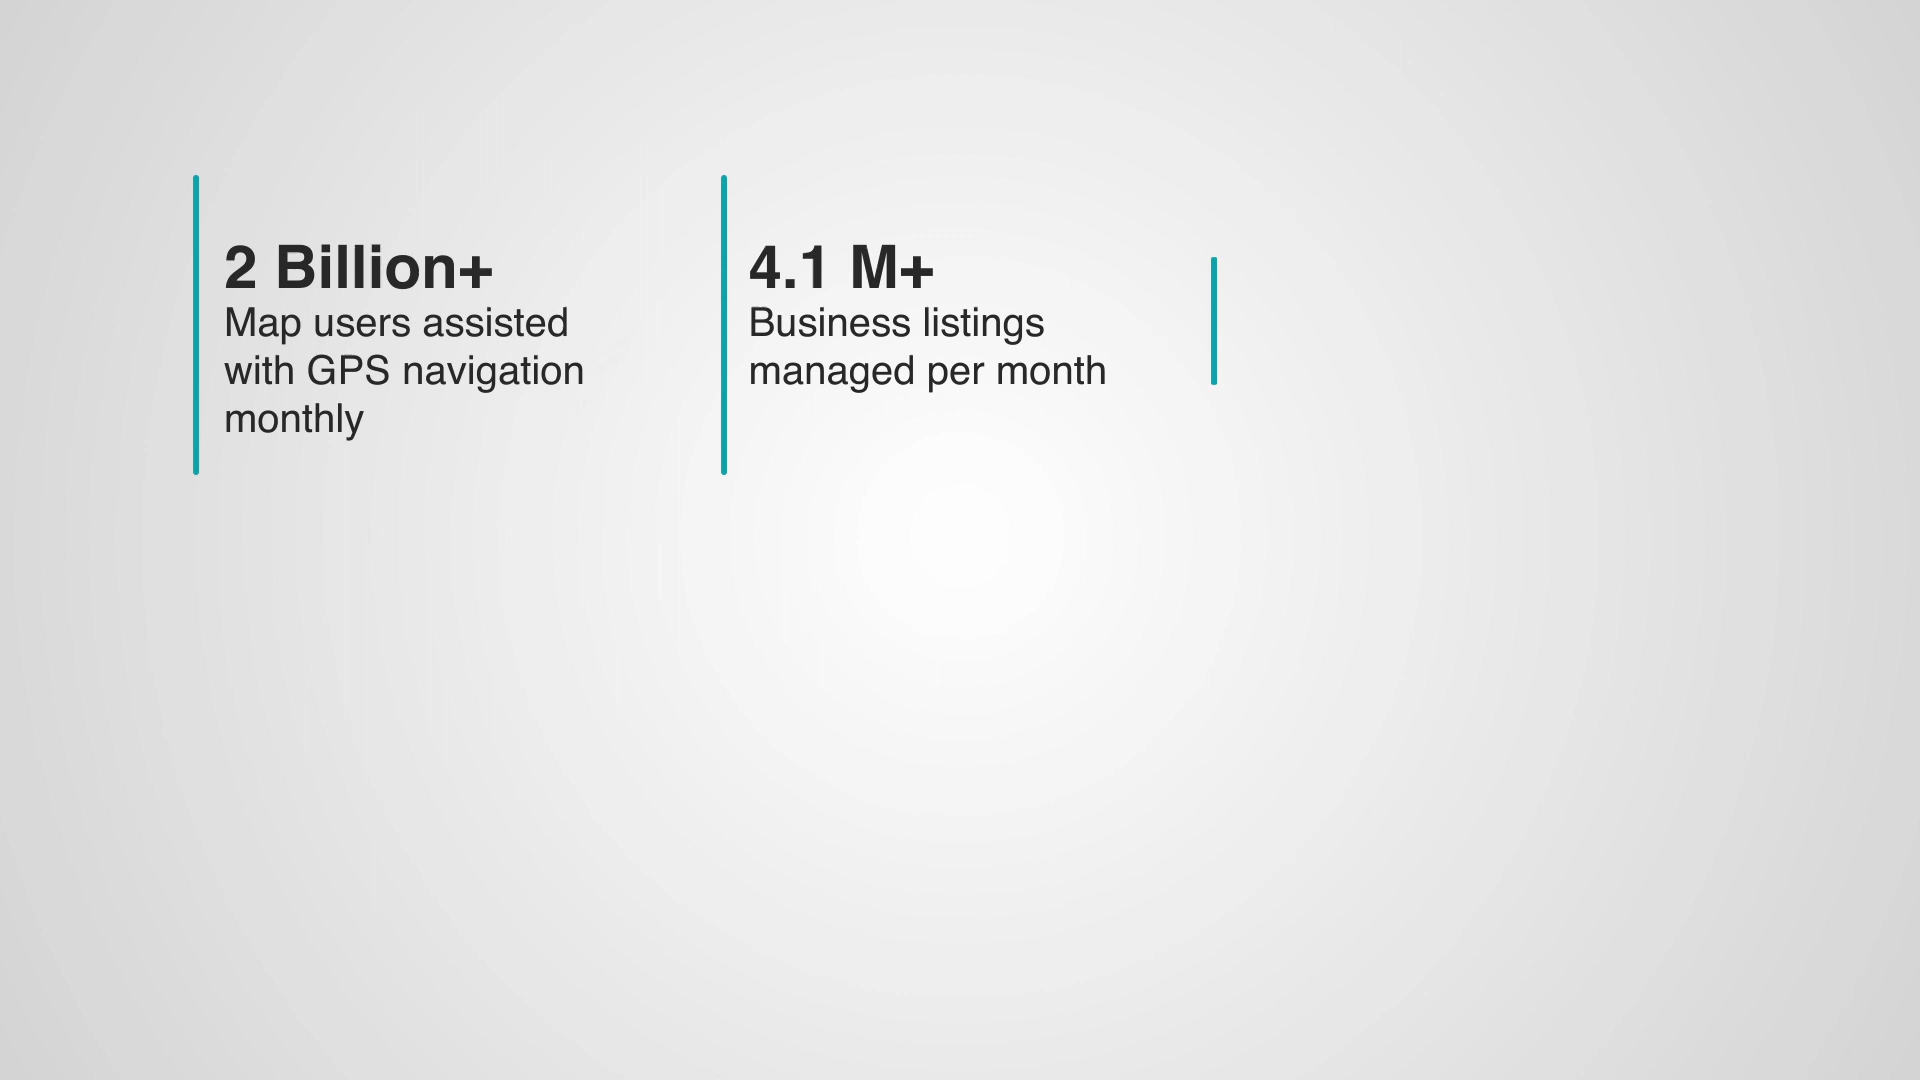 2 Billion+
Map users assisted
with GPS navigation
monthly
4.1 M+
Business listings
managed per month